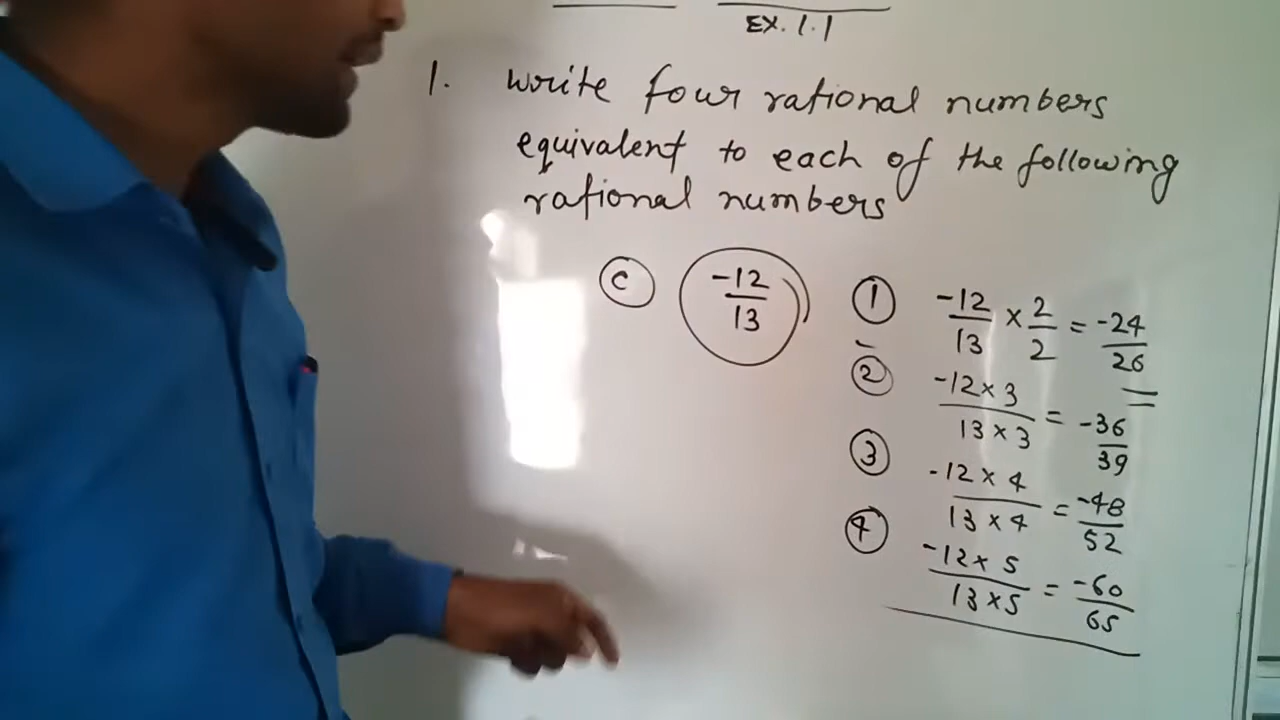 EX. 1.1
1. Write four rational numbers
equivalent to each of the following
rational numbers
C -12/13
1 -12/13 × 2/2 = -24/26
2 -12×3/13×3 = -36/39
3 -12×4/13×4 = -48/52
4 -12×5/13×5 = -60/65